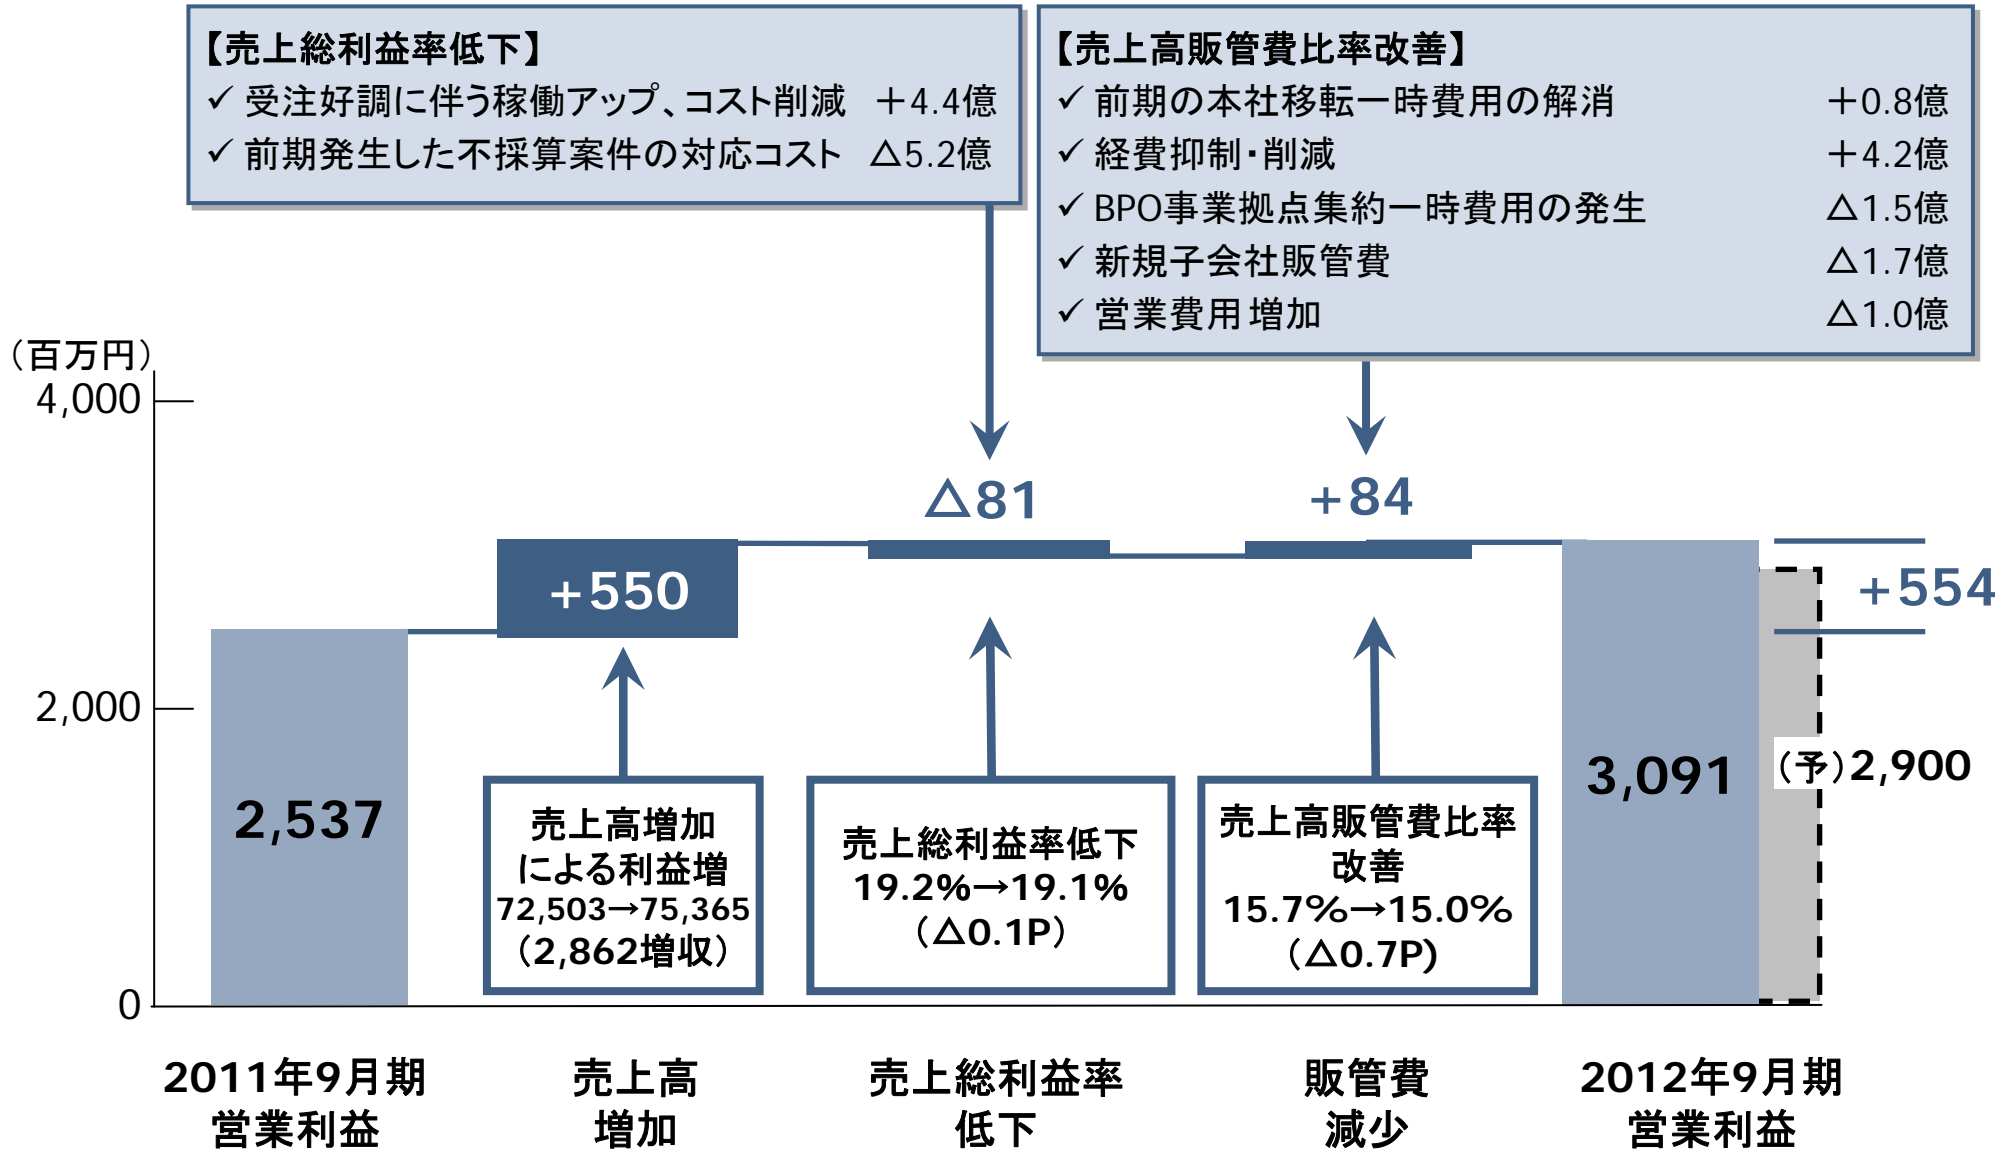 【売上総利益率低下】
✓ 受注好調に伴う稼働アップ、コスト削減 ＋4.4億
✓ 前期発生した不採算案件の対応コスト △5.2億
【売上高販管費比率改善】
✓ 前期の本社移転一時費用の解消 ＋0.8億
✓ 経費抑制・削減 ＋4.2億
✓ BPO事業拠点集約一時費用の発生 △1.5億
✓ 新規子会社販管費 △1.7億
✓ 営業費用増加 △1.0億
（百万円）
4,000
2,000
0
△81
+84
+550
+554
2,537
3,091
（予）2,900
売上高増加
による利益増
72,503→75,365
（2,862増収）
売上総利益率低下
19.2%→19.1%
（△0.1P）
売上高販管費比率
改善
15.7%→15.0%
（△0.7P）
2011年9月期
営業利益
売上高
増加
売上総利益率
低下
販管費
減少
2012年9月期
営業利益